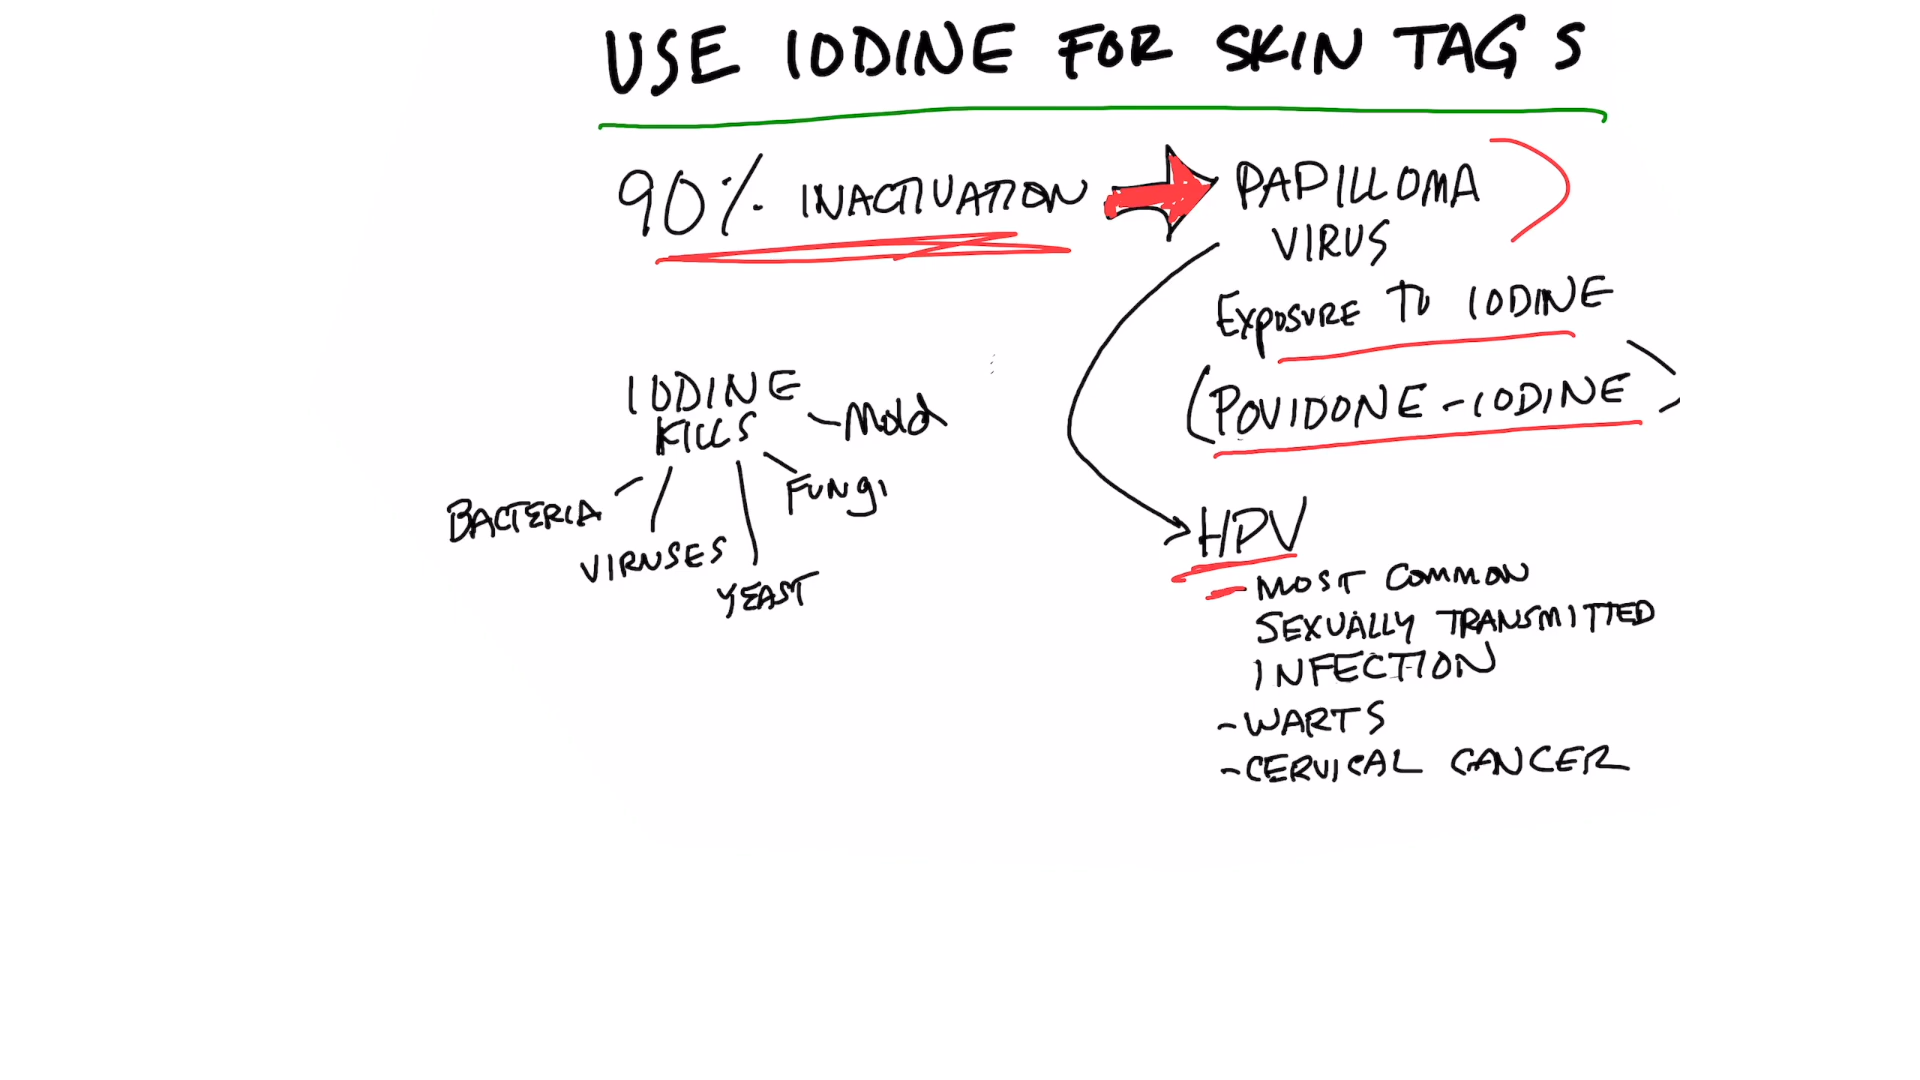 USE IODINE FOR SKIN TAGS
90% INACTIVATION
PAPILLOMA
VIRUS
EXPOSURE TO IODINE
(POVIDONE-IODINE
IODINE
KILLS
MOLD
FUNGI
YEAST
VIRUSES
BACTERIA
HPV
- MOST COMMON
SEXUALLY TRANSMITTED
INFECTION
- WARTS
- CERVICAL CANCER